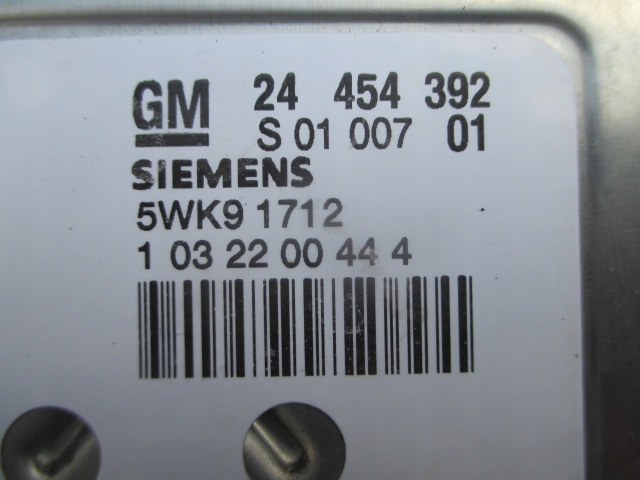 GM 24 454 392
S 01 007 01
SIEMENS
5WK9 1712
1 03 22 00 44 4